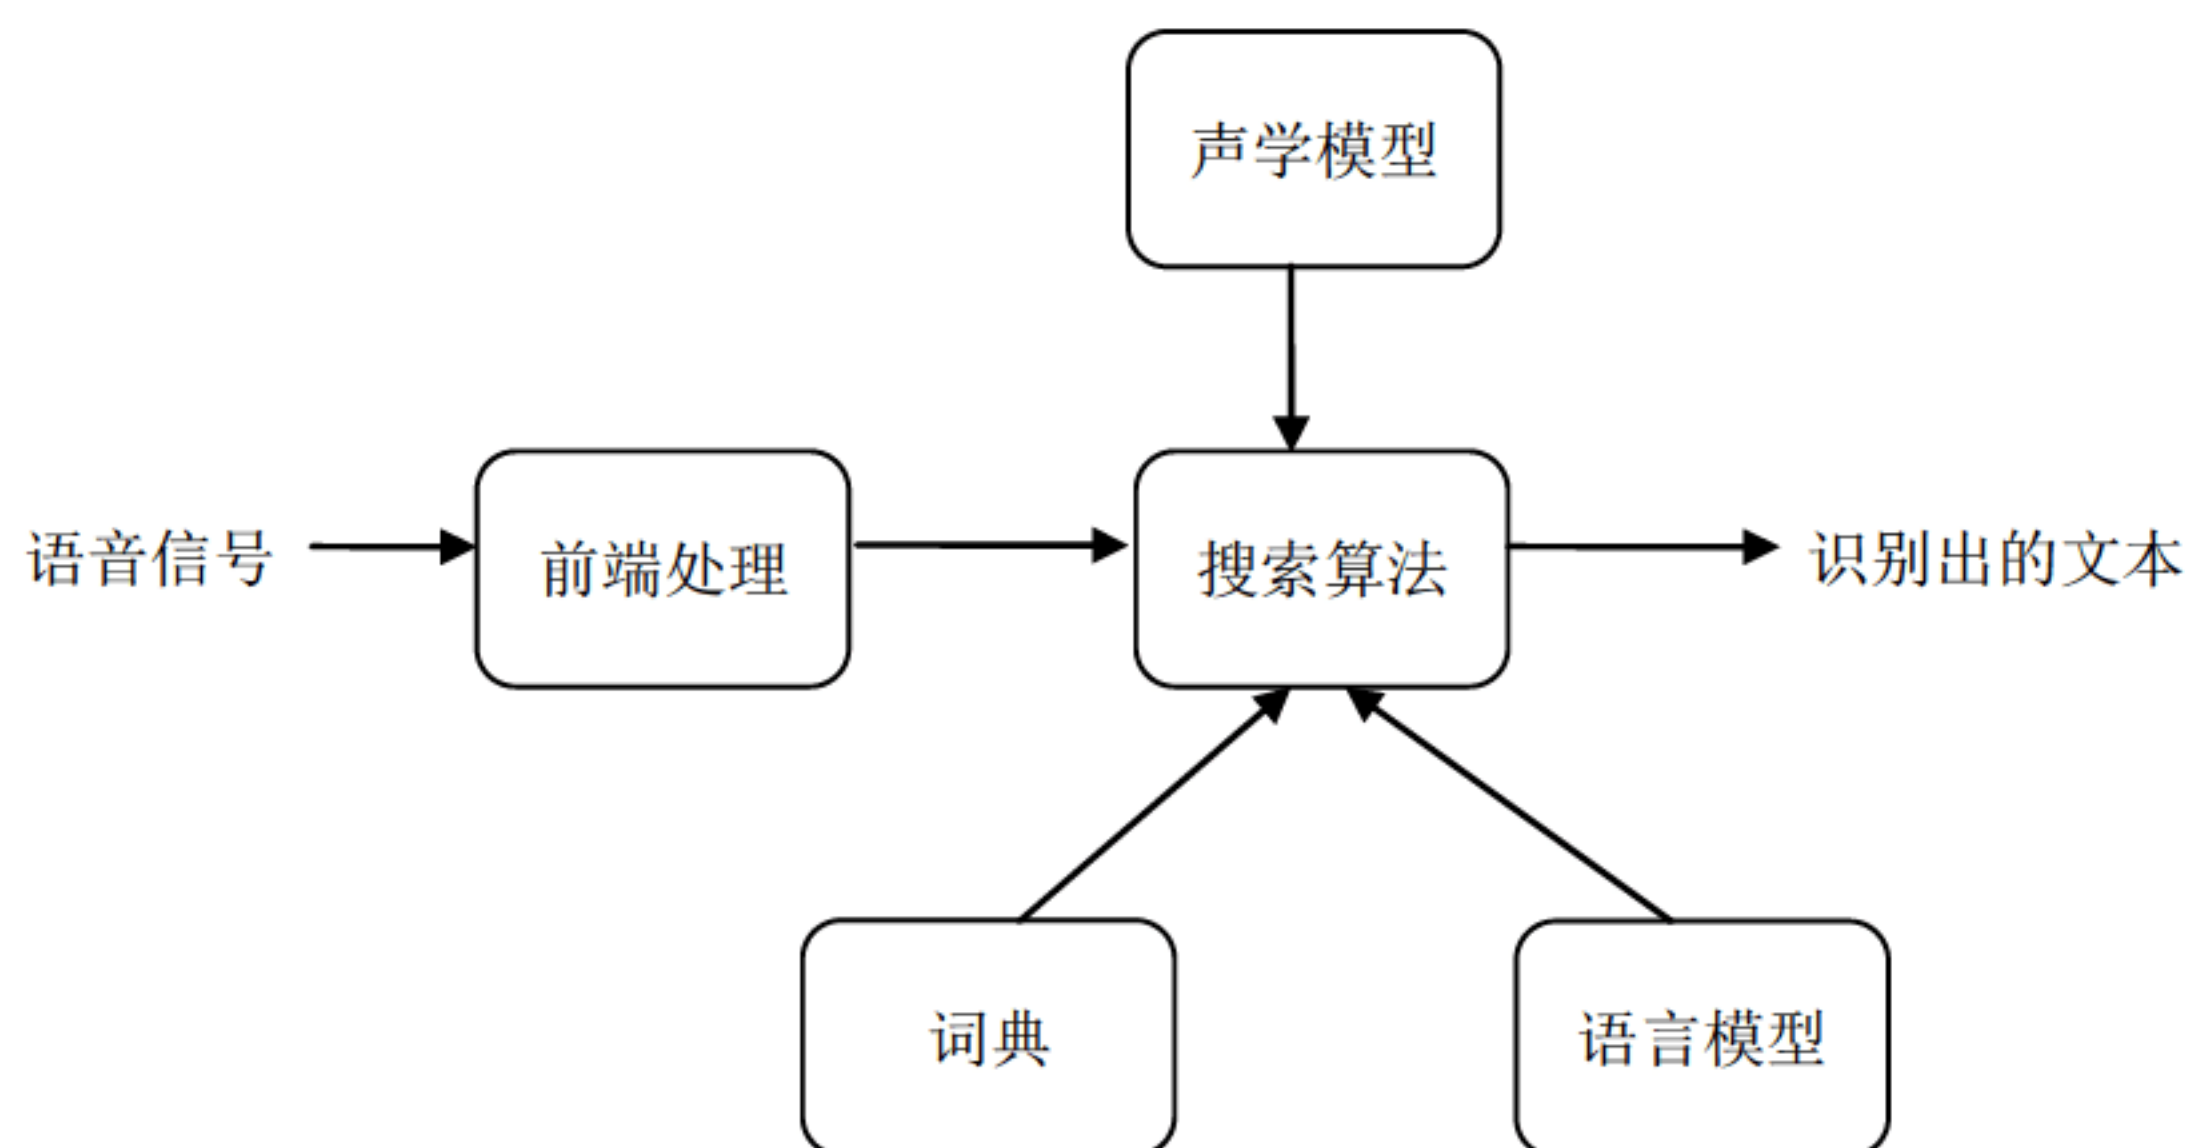 声学模型
语音信号
前端处理
搜索算法
识别出的文本
词典
语言模型